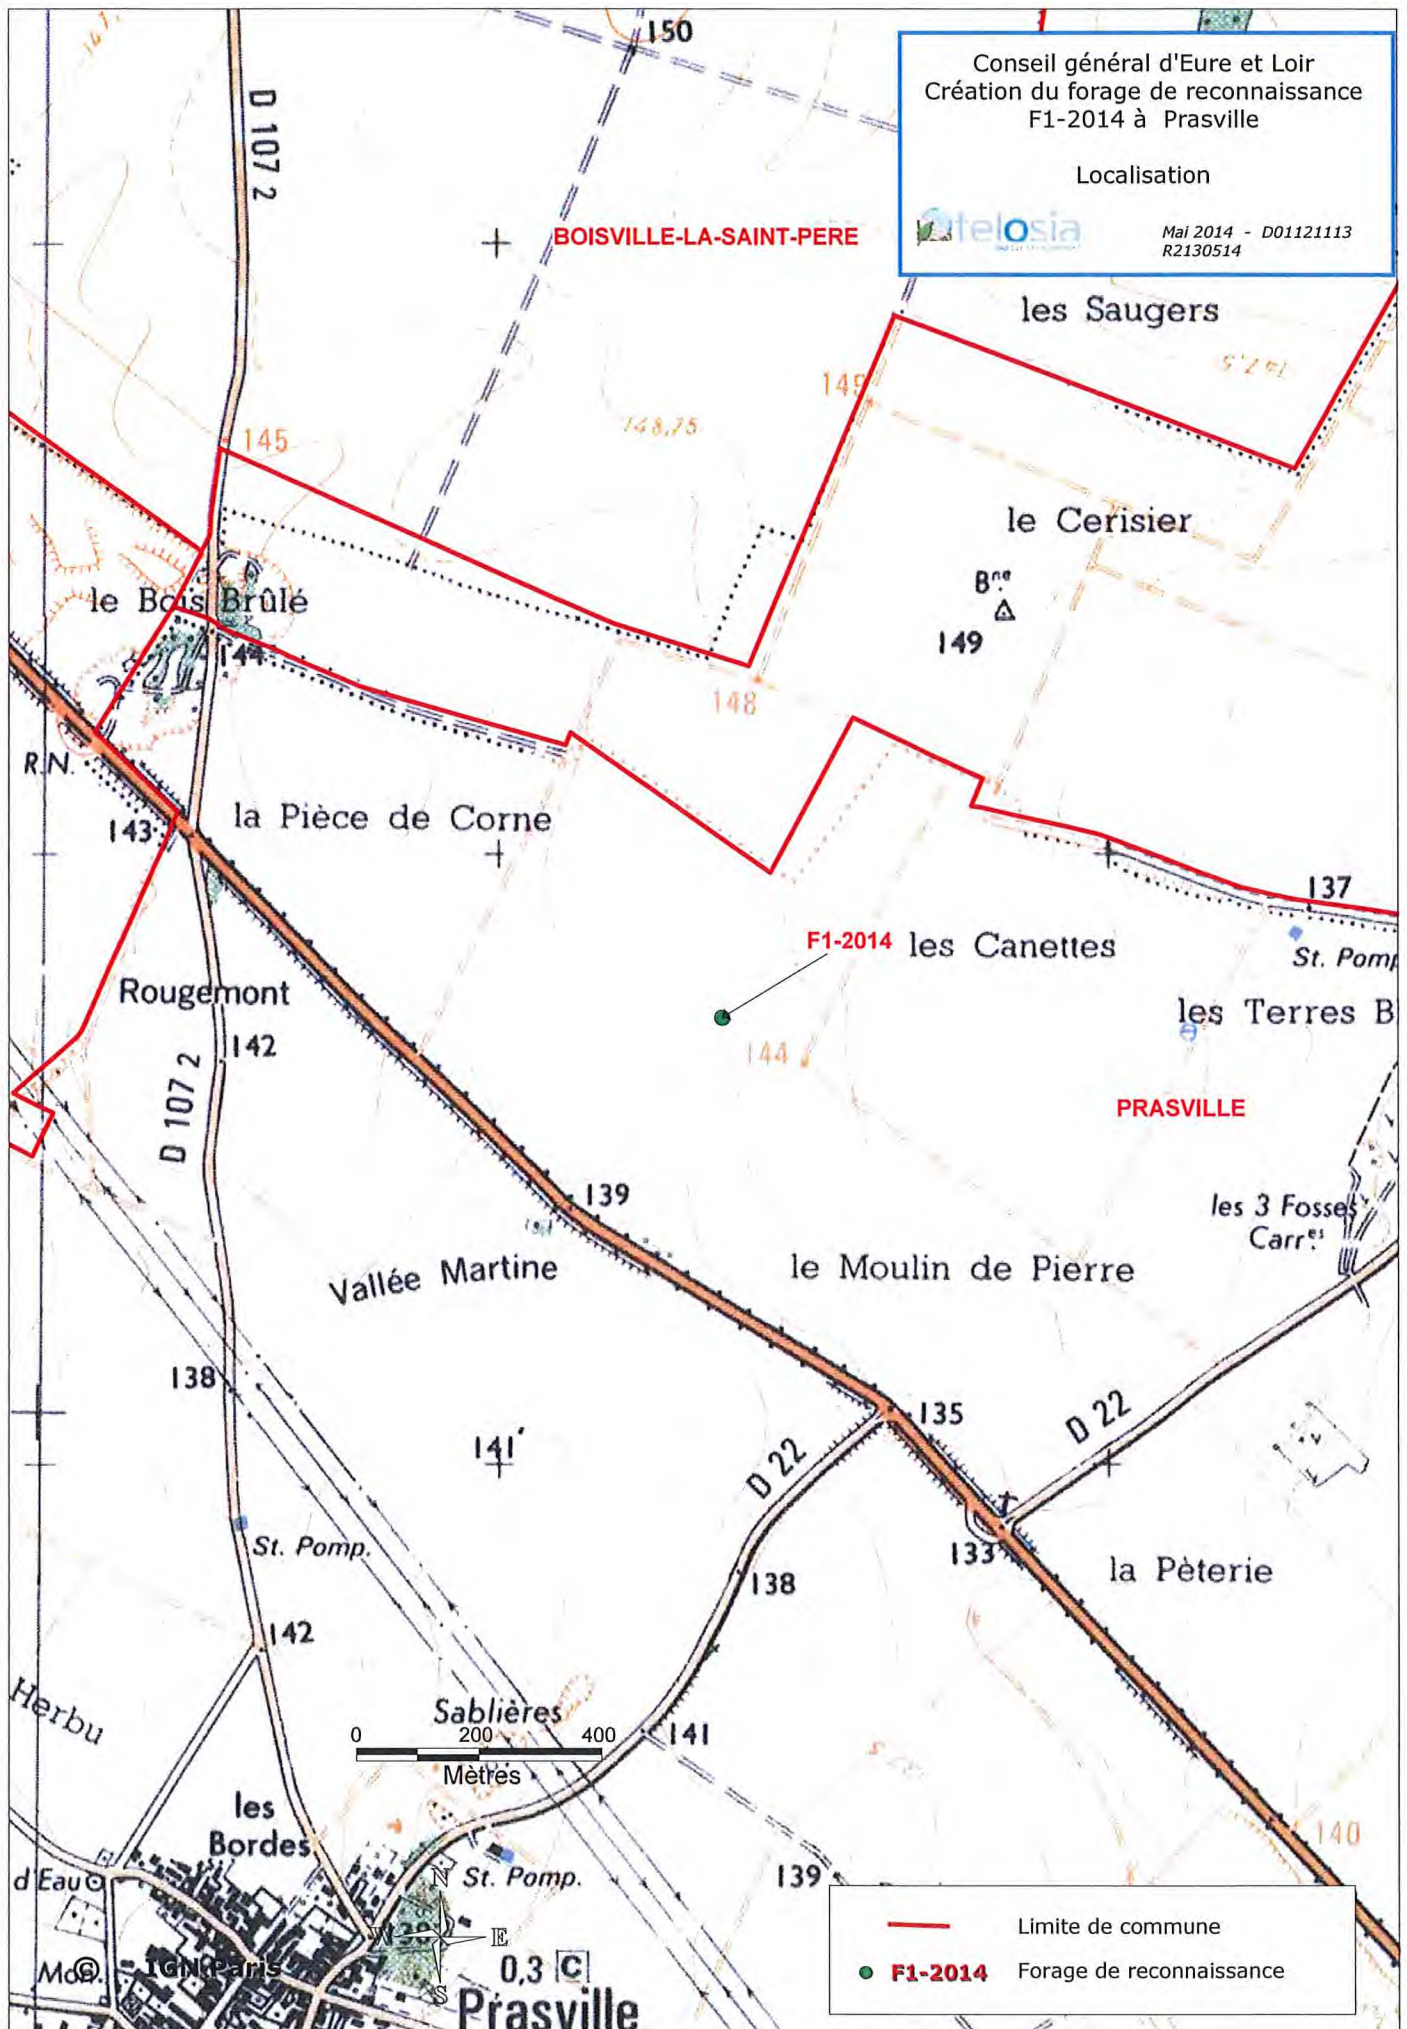 150
Conseil général d'Eure et Loir
Création du forage de reconnaissance
F1-2014 à Prasville
Localisation
telosia
Mai 2014 - D01121113
R2130514
D 107 2
BOISVILLE-LA-SAINT-PERE
les Saugers
149
148,75
145
le Cerisier
Bne
149
le Bois Brûlé
144
148
R.N.
143
la Pièce de Corne
137
F1-2014
les Canettes
St. Pomp
Rougemont
les Terres B
142
144
D 107 2
PRASVILLE
139
les 3 Fosses
Carres
Vallée Martine
le Moulin de Pierre
138
135
D 22
141
D 22
St. Pomp.
133
138
la Pèterie
142
Herbu
Sablières
0 200 400
Mètres
141
les
Bordes
140
d'Eau
St. Pomp.
139
N
W E
S
Limite de commune
© IGN Paris
0,3 C
F1-2014 Forage de reconnaissance
Prasville